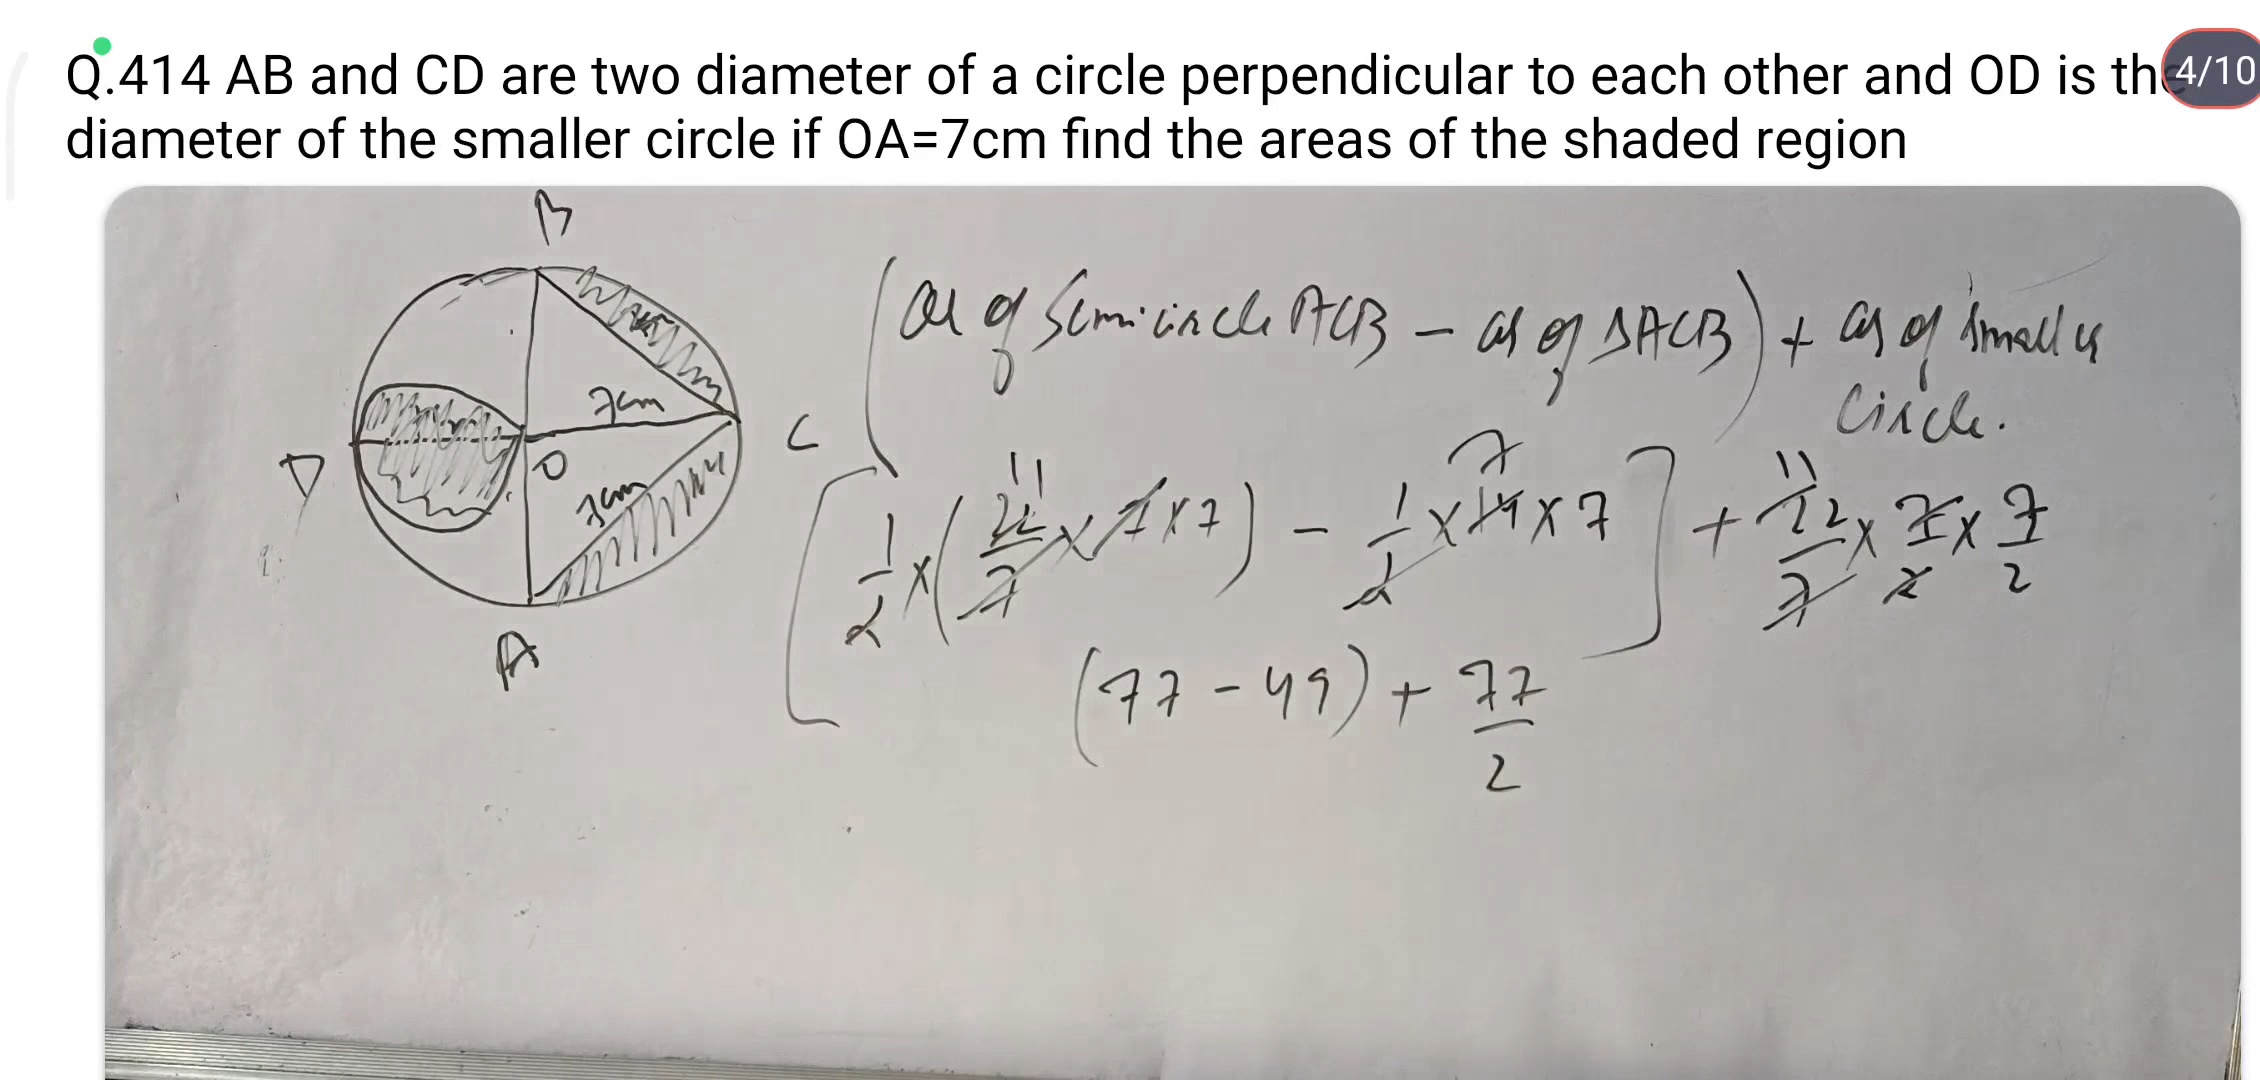 Q.414 AB and CD are two diameter of a circle perpendicular to each other and OD is the
4/10
diameter of the smaller circle if OA=7cm find the areas of the shaded region
B
D
O
C
A
7cm
7cm
(ar of Semicircle ACB - ar of ΔACB) + ar of smaller
circle.
[1/2 × (22/7 × 7 × 7) - 1/2 × 14 × 7] + 22/7 × 7/2 × 7/2
11
7
11
(77 - 49) + 77/2